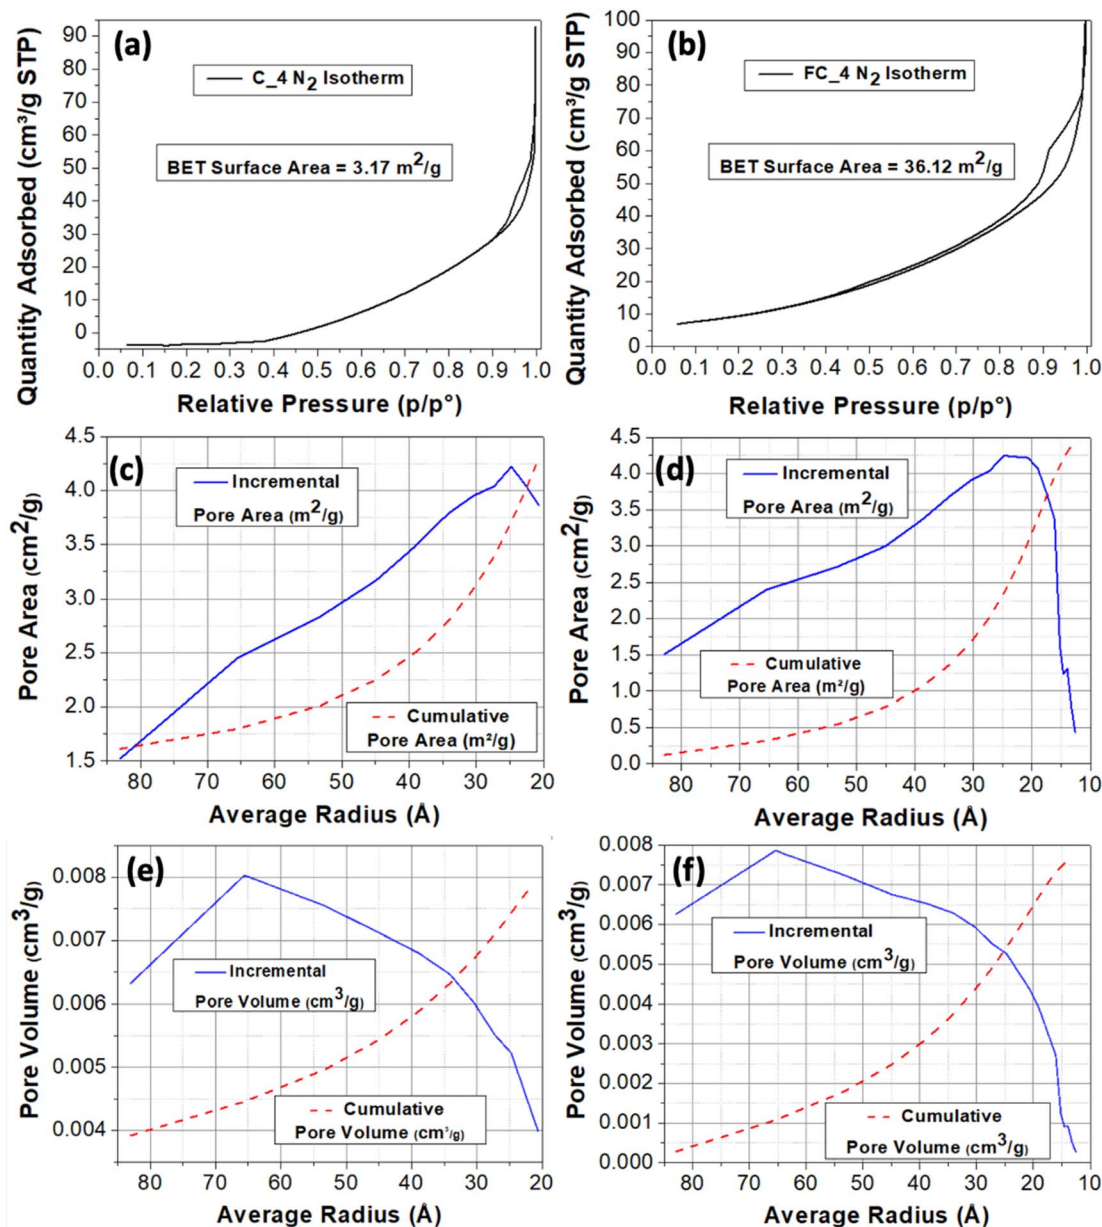 (a)
C_4 N2 Isotherm
BET Surface Area = 3.17 m²/g
Quantity Adsorbed (cm³/g STP)
90
80
70
60
50
40
30
20
10
0
0.0 0.1 0.2 0.3 0.4 0.5 0.6 0.7 0.8 0.9 1.0
Relative Pressure (p/p°)
(b)
FC_4 N2 Isotherm
BET Surface Area = 36.12 m²/g
Quantity Adsorbed (cm³/g STP)
100
90
80
70
60
50
40
30
20
10
0
0.0 0.1 0.2 0.3 0.4 0.5 0.6 0.7 0.8 0.9 1.0
Relative Pressure (p/p°)
(c)
Incremental
Pore Area (m²/g)
Cumulative
Pore Area (m²/g)
Pore Area (cm²/g)
4.5
4.0
3.5
3.0
2.5
2.0
1.5
80 70 60 50 40 30 20
Average Radius (Å)
(d)
Incremental
Pore Area (m²/g)
Cumulative
Pore Area (m²/g)
Pore Area (cm²/g)
4.5
4.0
3.5
3.0
2.5
2.0
1.5
1.0
0.5
0.0
80 70 60 50 40 30 20 10
Average Radius (Å)
(e)
Incremental
Pore Volume (cm³/g)
Cumulative
Pore Volume (cm³/g)
Pore Volume (cm³/g)
0.008
0.007
0.006
0.005
0.004
80 70 60 50 40 30 20
Average Radius (Å)
(f)
Incremental
Pore Volume (cm³/g)
Cumulative
Pore Volume (cm³/g)
Pore Volume (cm³/g)
0.008
0.007
0.006
0.005
0.004
0.003
0.002
0.001
0.000
80 70 60 50 40 30 20 10
Average Radius (Å)